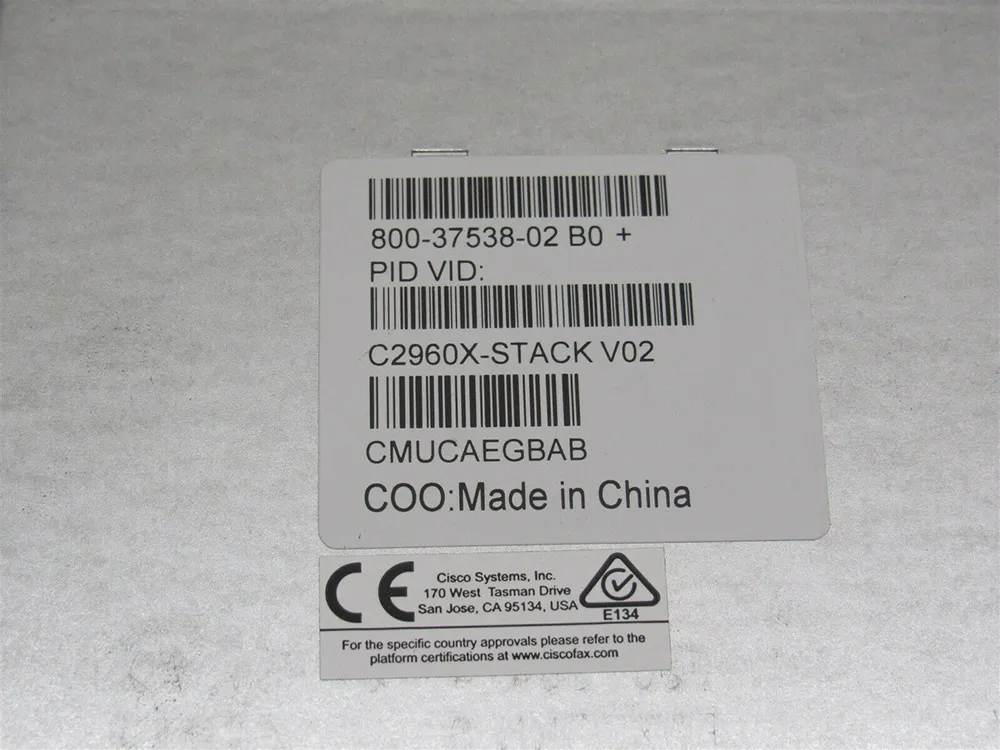 800-37538-02 B0 +
PID VID:
C2960X-STACK V02
CMUCAEGBAB
COO:Made in China
CE
Cisco Systems, Inc.
170 West Tasman Drive
San Jose, CA 95134, USA
E134
For the specific country approvals please refer to the
platform certifications at www.ciscofax.com